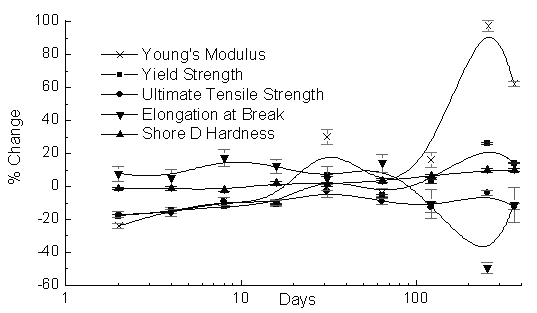 100
80
60
40
20
0
-20
-40
-60
% Change
Young's Modulus
Yield Strength
Ultimate Tensile Strength
Elongation at Break
Shore D Hardness
1 10 100
Days